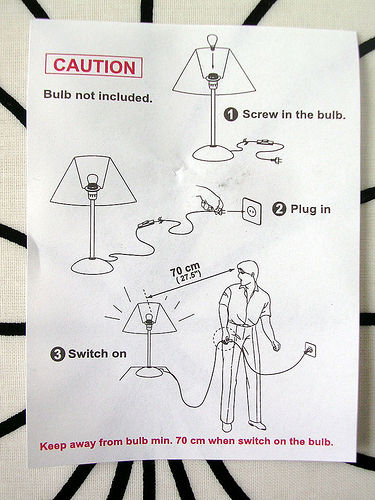 CAUTION
Bulb not included.
1 Screw in the bulb.
2 Plug in
70 cm
(27.5")
3 Switch on
Keep away from bulb min. 70 cm when switch on the bulb.